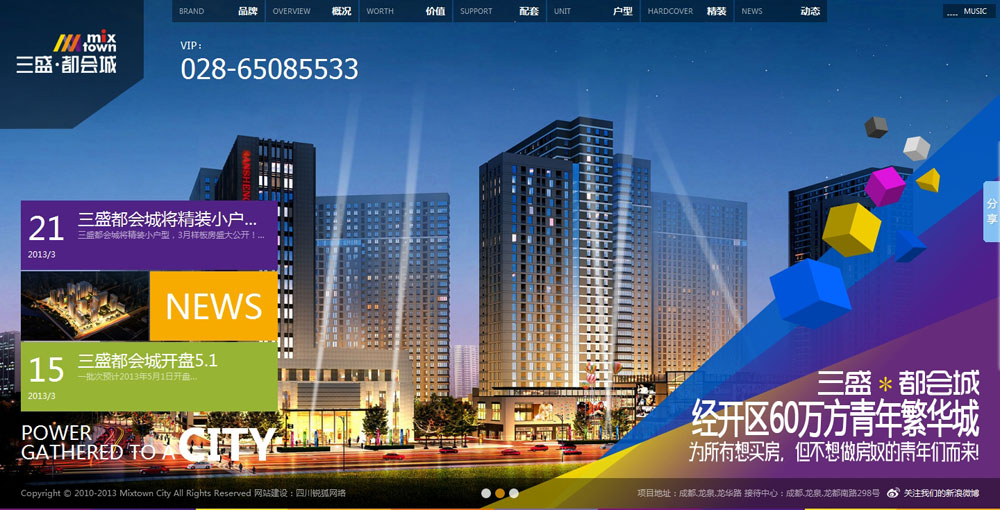 BRAND 品牌 OVERVIEW 概况 WORTH 价值 SUPPORT 配套 UNIT 户型 HARDCOVER 精装 NEWS 动态 MUSIC
mix
town
三盛·都会城
VIP：
028-65085533
SANSHENG
分享
21 三盛都会城将精装小户...
三盛都会城将精装小户型，3月样板房盛大公开！...
2013/3
NEWS
15 三盛都会城开盘5.1
一批次预计2013年5月1日开盘...
2013/3
POWER
GATHERED TO A CITY
三盛*都会城
经开区60万方青年繁华城
为所有想买房，但不想做房奴的青年们而来!
Copyright © 2010-2013 Mixtown City All Rights Reserved 网站建设：四川锐狐网络
项目地址：成都.龙泉.龙华路 接待中心：成都.龙泉.龙都南路298号 关注我们的新浪微博